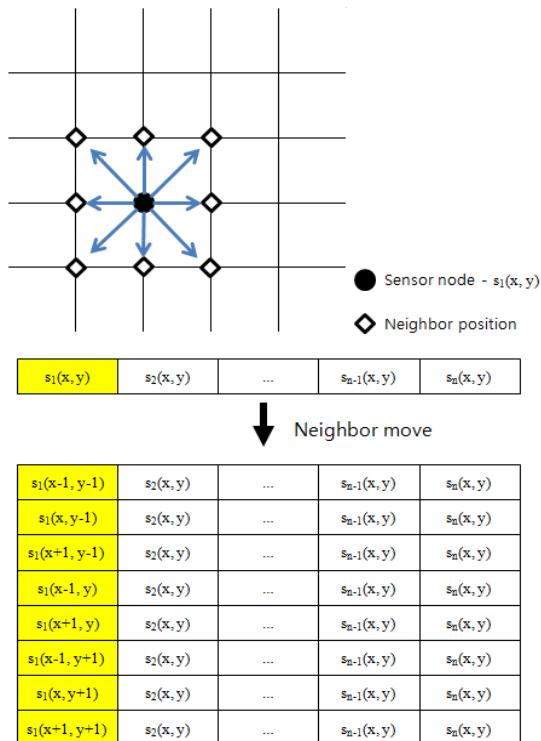 Sensor node - s₁(x, y)
Neighbor position
s₁(x, y) s₂(x, y) ... sₙ₋₁(x, y) sₙ(x, y)
Neighbor move
s₁(x-1, y-1) s₂(x, y) ... sₙ₋₁(x, y) sₙ(x, y)
s₁(x, y-1) s₂(x, y) ... sₙ₋₁(x, y) sₙ(x, y)
s₁(x+1, y-1) s₂(x, y) ... sₙ₋₁(x, y) sₙ(x, y)
s₁(x-1, y) s₂(x, y) ... sₙ₋₁(x, y) sₙ(x, y)
s₁(x+1, y) s₂(x, y) ... sₙ₋₁(x, y) sₙ(x, y)
s₁(x-1, y+1) s₂(x, y) ... sₙ₋₁(x, y) sₙ(x, y)
s₁(x, y+1) s₂(x, y) ... sₙ₋₁(x, y) sₙ(x, y)
s₁(x+1, y+1) s₂(x, y) ... sₙ₋₁(x, y) sₙ(x, y)